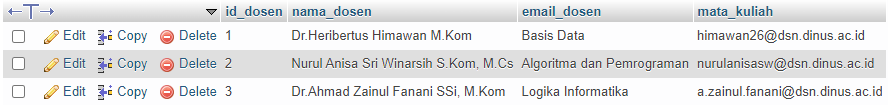 id_dosen nama_dosen email_dosen mata_kuliah
Edit Copy Delete 1 Dr.Heribertus Himawan M.Kom Basis Data himawan26@dsn.dinus.ac.id
Edit Copy Delete 2 Nurul Anisa Sri Winarsih S.Kom, M.Cs Algoritma dan Pemrograman nurulanisasw@dsn.dinus.ac.id
Edit Copy Delete 3 Dr.Ahmad Zainul Fanani SSi, M.Kom Logika Informatika a.zainul.fanani@dsn.dinus.ac.id